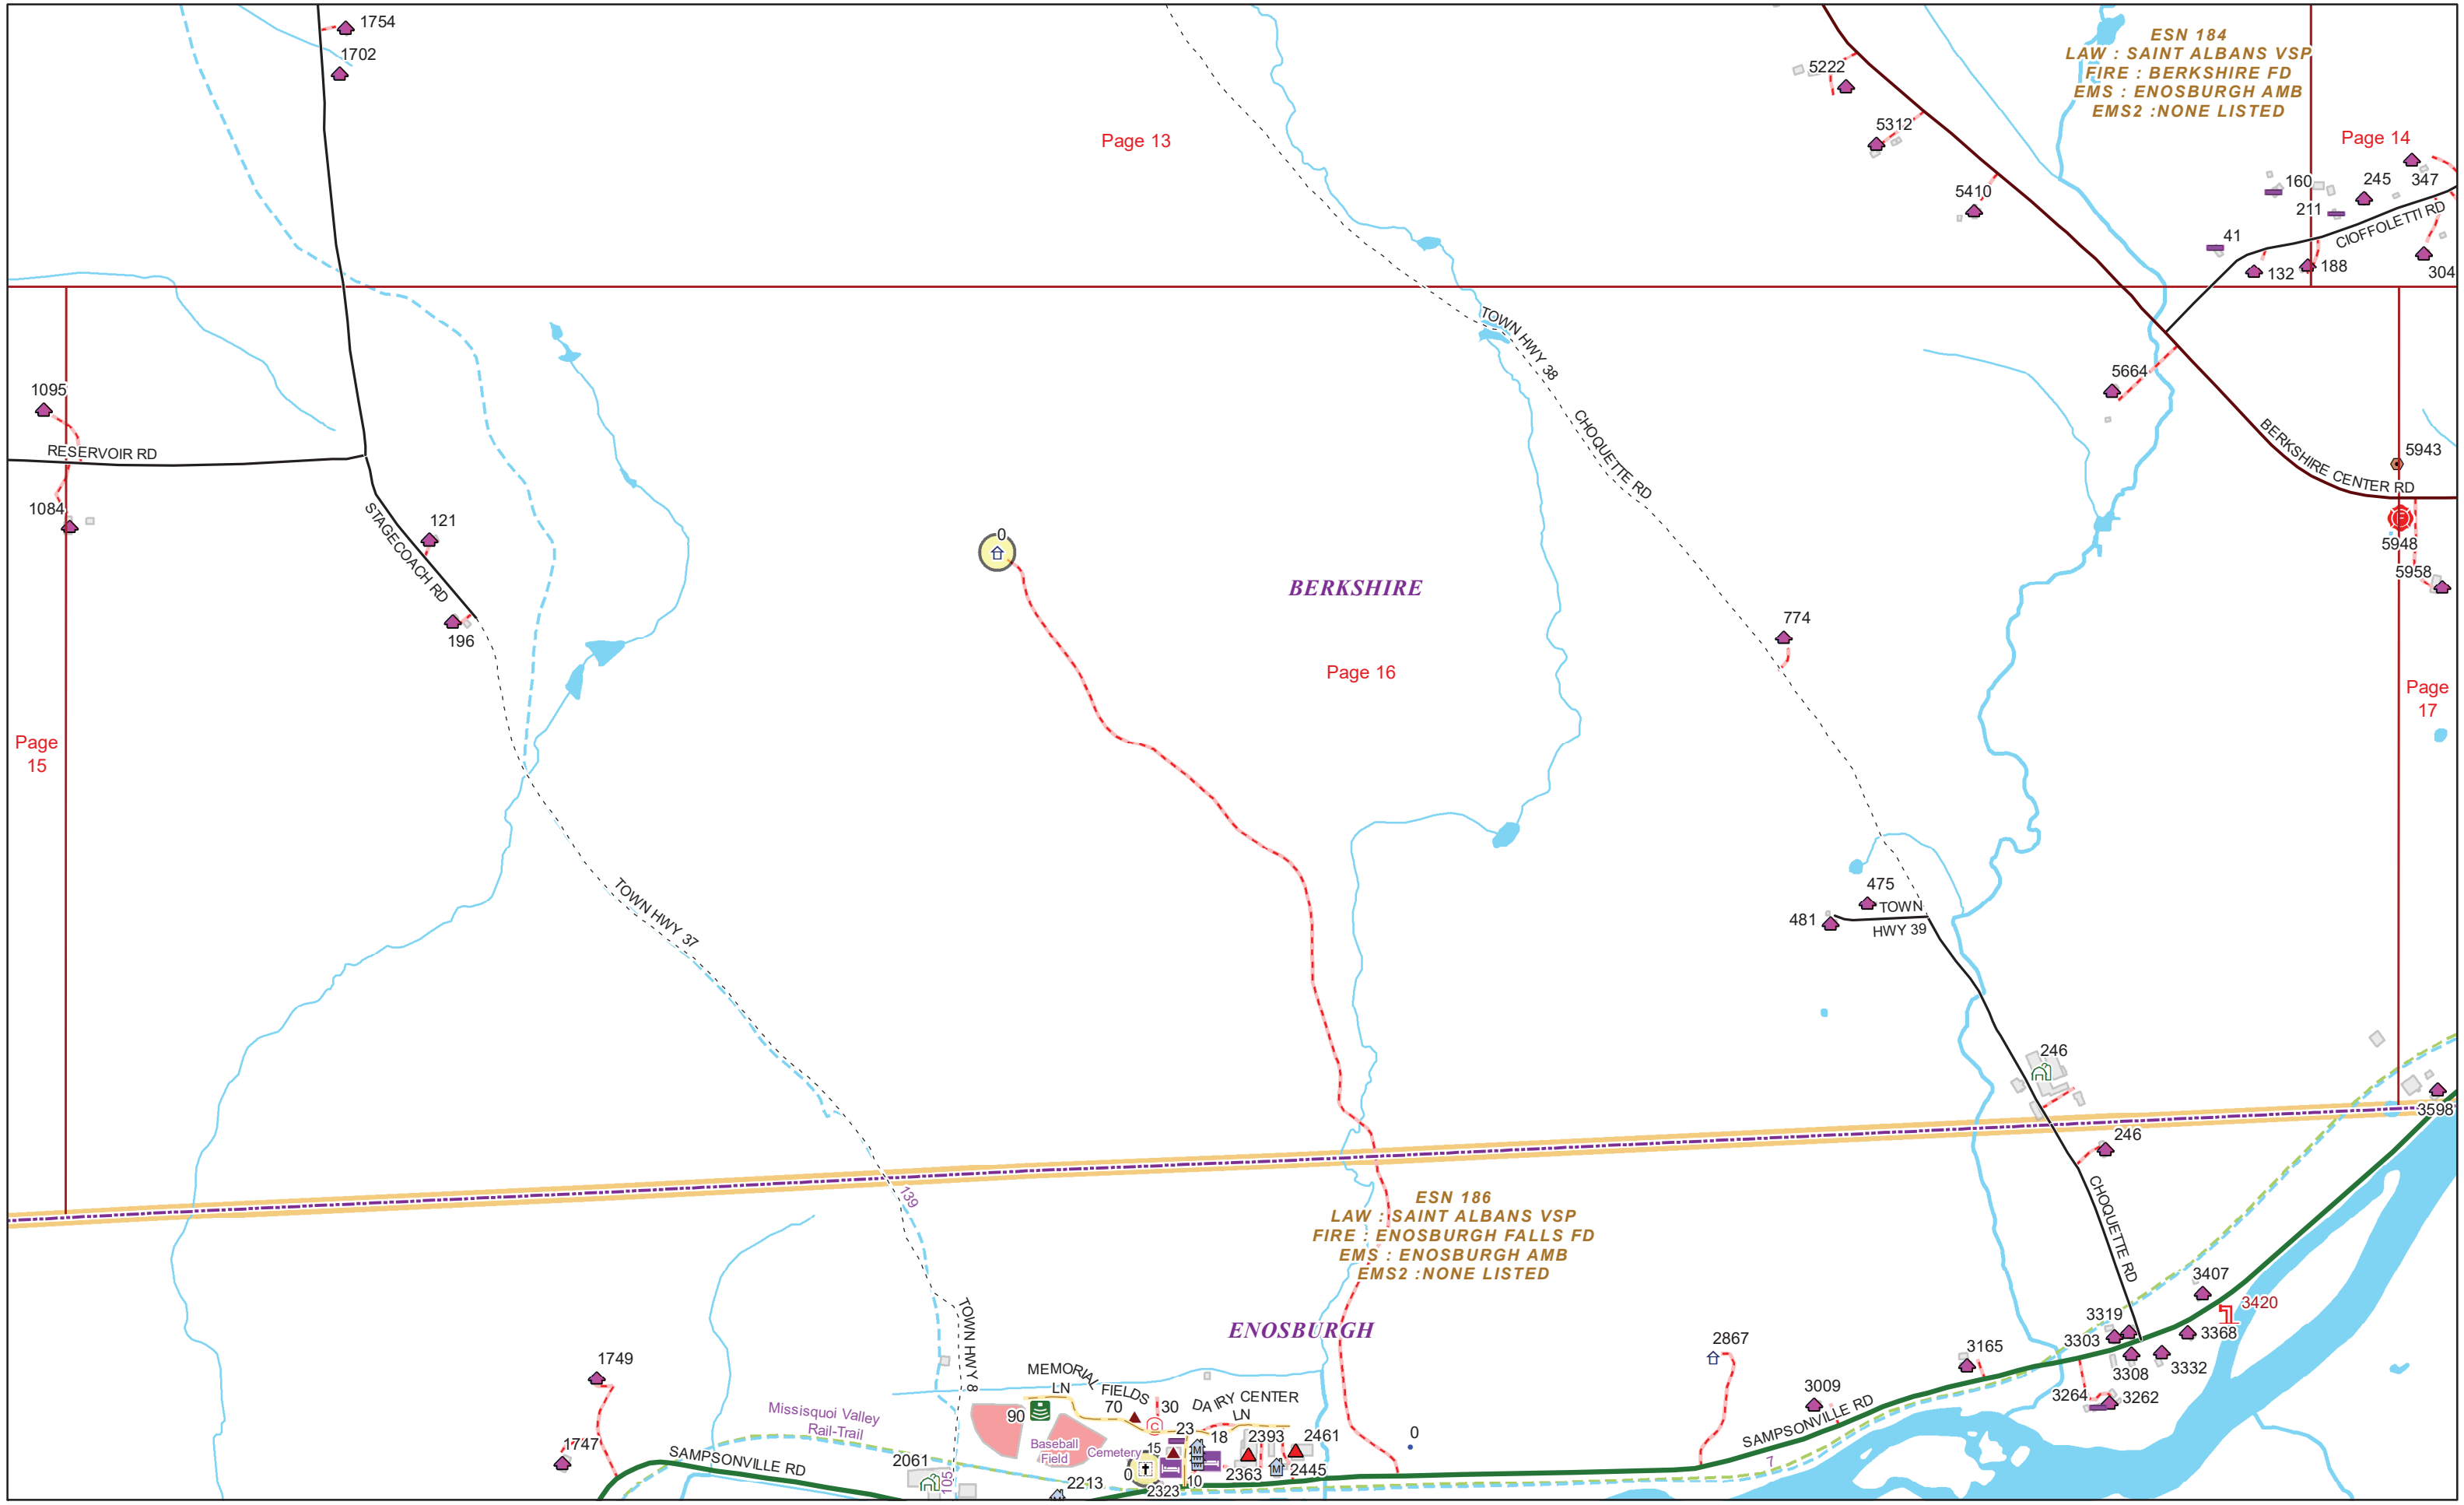 1754
1702
5222
ESN 184
LAW : SAINT ALBANS VSP
FIRE : BERKSHIRE FD
EMS : ENOSBURGH AMB
EMS2 :NONE LISTED
Page 13
5312
Page 14
5410
160
245
347
211
CIOFFOLETTI RD
41
132
188
304
TOWN HWY 38
1095
5664
RESERVOIR RD
CHOQUETTE RD
BERKSHIRE CENTER RD
5943
1084
STAGECOACH RD
121
0
5948
5958
BERKSHIRE
196
774
Page 16
Page
17
Page
15
TOWN HWY 37
475
481
TOWN
HWY 39
246
3598
246
139
ESN 186
LAW : SAINT ALBANS VSP
FIRE : ENOSBURGH FALLS FD
EMS : ENOSBURGH AMB
EMS2 :NONE LISTED
CHOQUETTE RD
TOWN HWY 8
ENOSBURGH
3407
3420
3319
3303
3368
3308
3332
2867
3165
1749
MEMORIAL FIELDS
LN
DAIRY CENTER
LN
3009
3264
3262
Missisquoi Valley
Rail-Trail
90
70
30
C
23
18
2393
2461
0
SAMPSONVILLE RD
1747
Baseball
Field
Cemetery
15
M
SAMPSONVILLE RD
2061
105
0
10
2363
M
2445
7
2213
2323